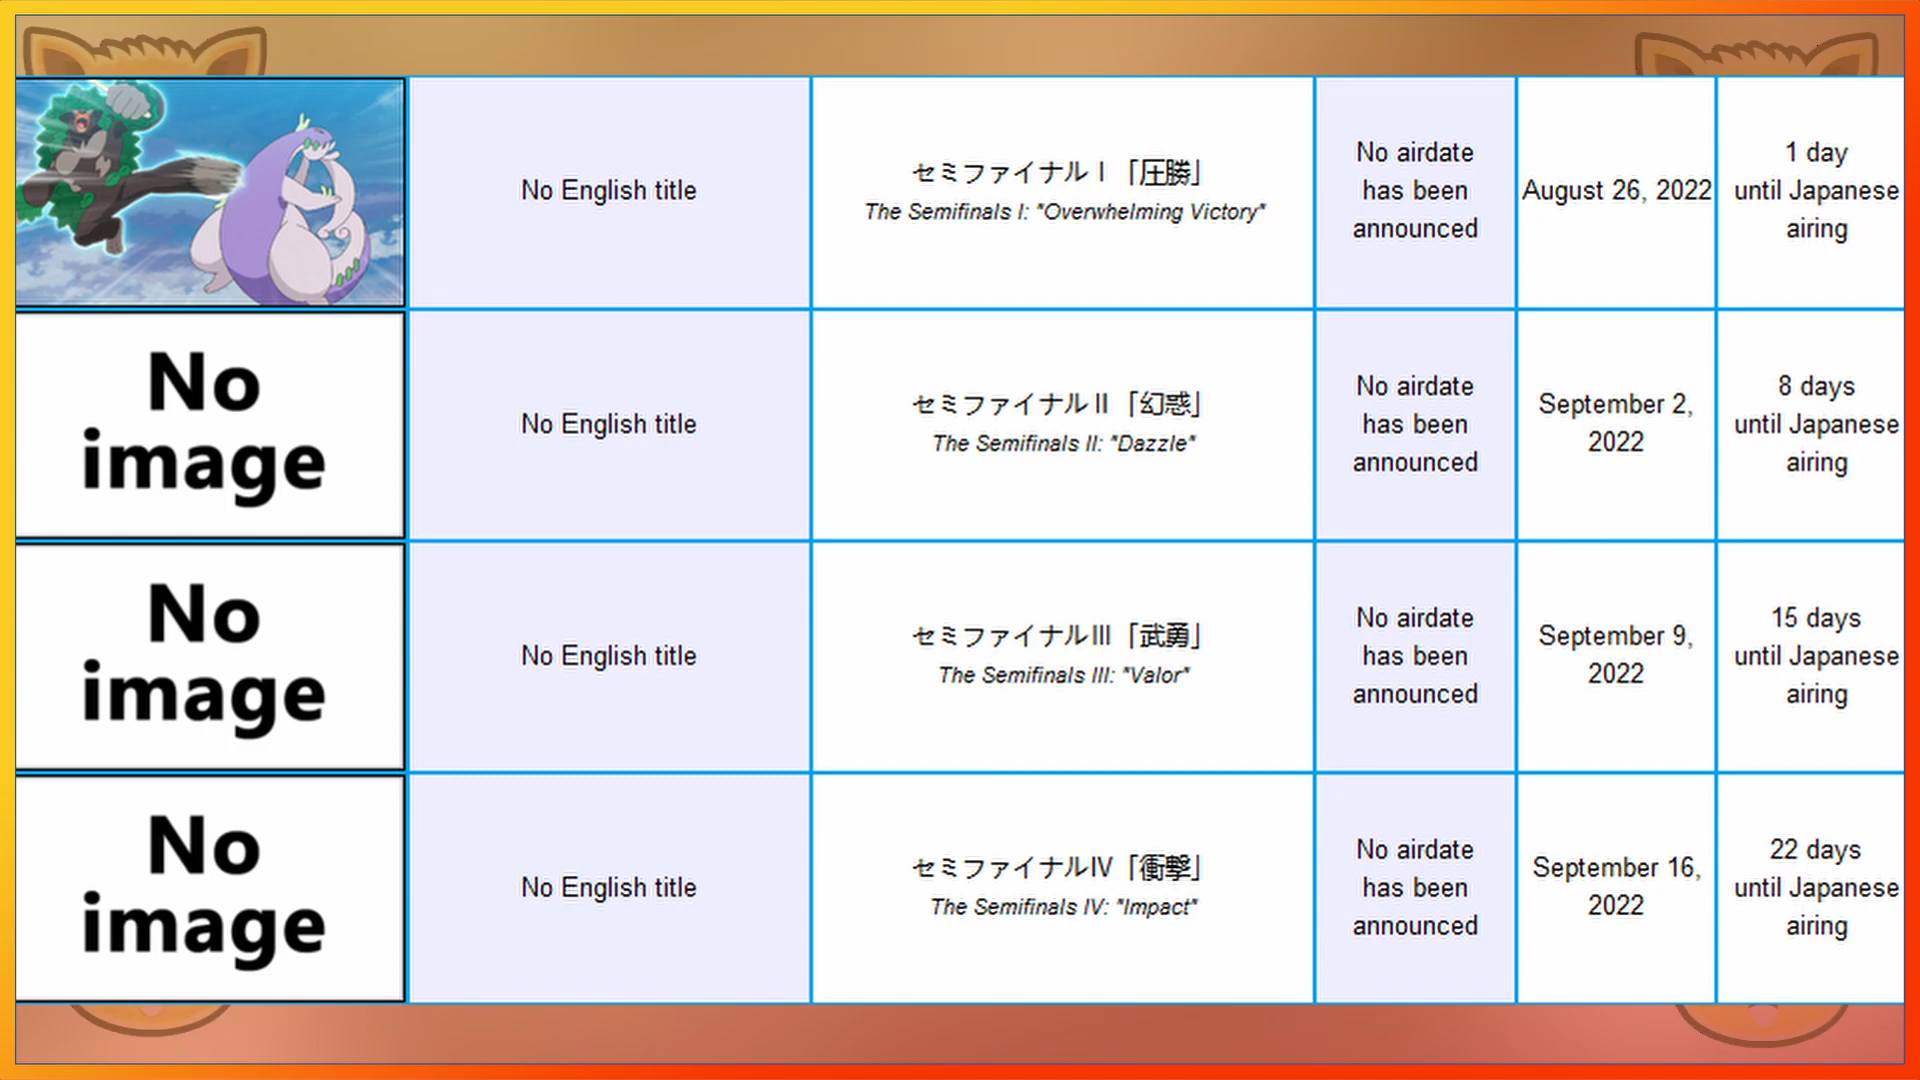 No English title
セミファイナルⅠ「圧勝」
The Semifinals I: "Overwhelming Victory"
No airdate
has been
announced
August 26, 2022
1 day
until Japanese
airing
No
image
No English title
セミファイナルⅡ「幻惑」
The Semifinals II: "Dazzle"
No airdate
has been
announced
September 2,
2022
8 days
until Japanese
airing
No
image
No English title
セミファイナルⅢ「武勇」
The Semifinals III: "Valor"
No airdate
has been
announced
September 9,
2022
15 days
until Japanese
airing
No
image
No English title
セミファイナルⅣ「衝撃」
The Semifinals IV: "Impact"
No airdate
has been
announced
September 16,
2022
22 days
until Japanese
airing